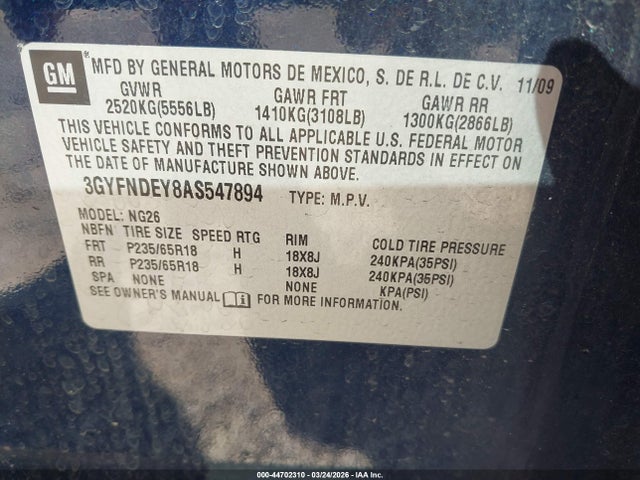 GM
MFD BY GENERAL MOTORS DE MEXICO, S. DE R.L. DE C.V. 11/09
GVWR GAWR FRT GAWR RR
2520KG(5556LB) 1410KG(3108LB) 1300KG(2866LB)
THIS VEHICLE CONFORMS TO ALL APPLICABLE U.S. FEDERAL MOTOR
VEHICLE SAFETY AND THEFT PREVENTION STANDARDS IN EFFECT ON
THE DATE OF MANUFACTURE SHOWN ABOVE.
3GYFNDEY8AS547894 TYPE: M.P.V.
MODEL: NG26
NBFN TIRE SIZE SPEED RTG RIM COLD TIRE PRESSURE
FRT P235/65R18 H 18X8J 240KPA(35PSI)
RR P235/65R18 H 18X8J 240KPA(35PSI)
SPA NONE NONE KPA(PSI)
SEE OWNER'S MANUAL i FOR MORE INFORMATION.
000-44702310 - 03/24/2026 - IAAI.COM